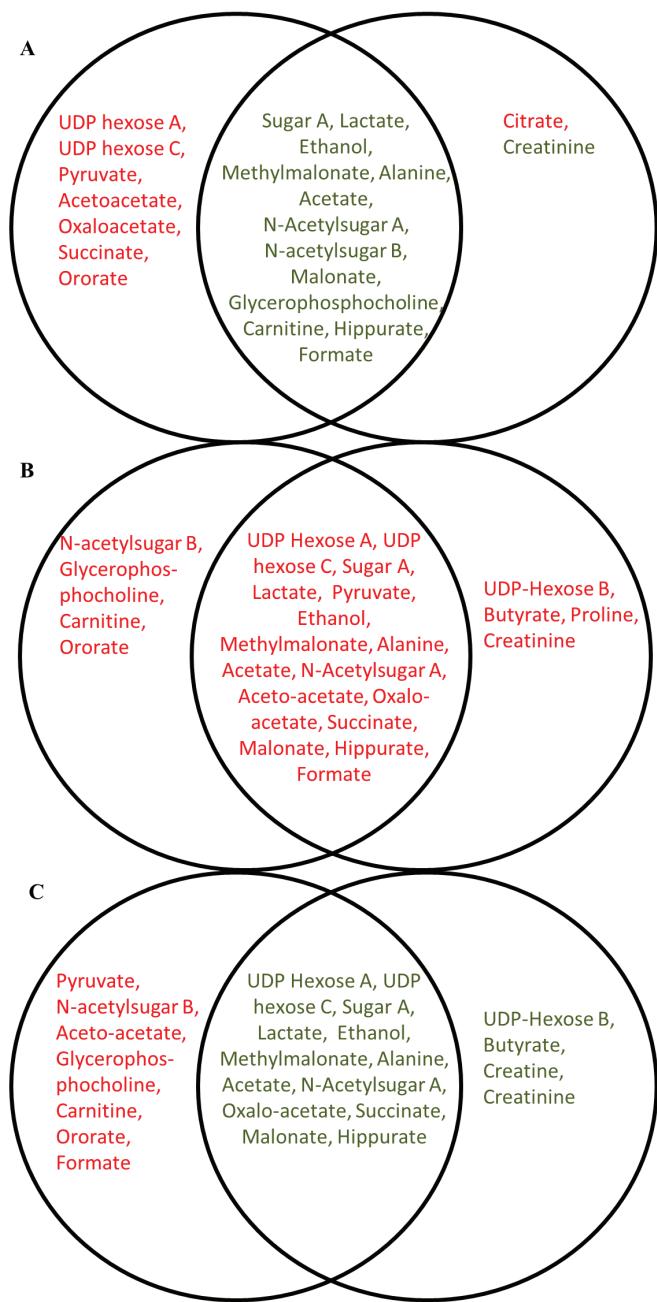 A
UDP hexose A,
UDP hexose C,
Pyruvate,
Acetoacetate,
Oxaloacetate,
Succinate,
Ororate
Sugar A, Lactate,
Ethanol,
Methylmalonate, Alanine,
Acetate,
N-Acetylsugar A,
N-acetylsugar B,
Malonate,
Glycerophosphocholine,
Carnitine, Hippurate,
Formate
Citrate,
Creatinine
B
N-acetylsugar B,
Glycerophos-
phocholine,
Carnitine,
Ororate
UDP Hexose A, UDP
hexose C, Sugar A,
Lactate, Pyruvate,
Ethanol,
Methylmalonate, Alanine,
Acetate, N-Acetylsugar A,
Aceto-acetate, Oxalo-
acetate, Succinate,
Malonate, Hippurate,
Formate
UDP-Hexose B,
Butyrate, Proline,
Creatinine
C
Pyruvate,
N-acetylsugar B,
Aceto-acetate,
Glycerophos-
phocholine,
Carnitine,
Ororate,
Formate
UDP Hexose A, UDP
hexose C, Sugar A,
Lactate, Ethanol,
Methylmalonate, Alanine,
Acetate, N-Acetylsugar A,
Oxalo-acetate, Succinate,
Malonate, Hippurate
UDP-Hexose B,
Butyrate,
Creatine,
Creatinine